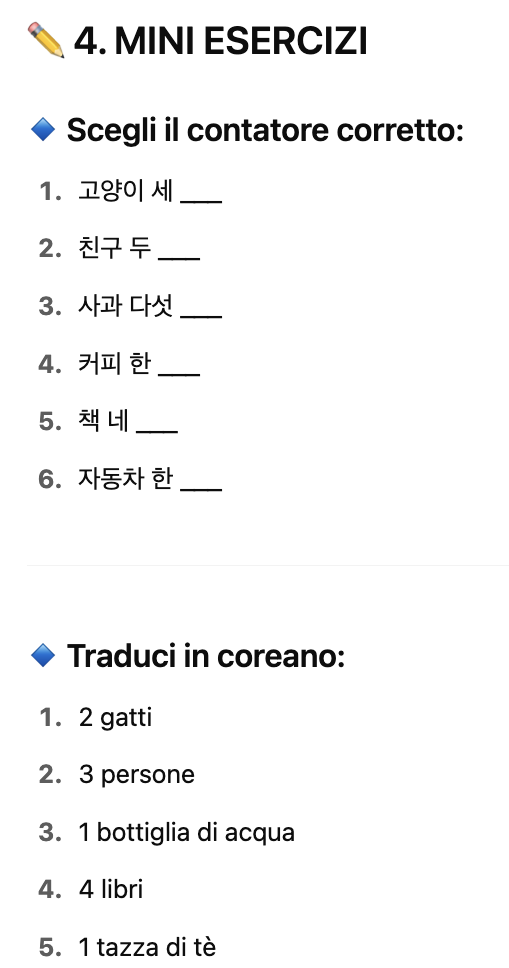 ✏️ 4. MINI ESERCIZI
🔹 Scegli il contatore corretto:
1. 고양이 세 ___
2. 친구 두 ___
3. 사과 다섯 ___
4. 커피 한 ___
5. 책 네 ___
6. 자동차 한 ___
🔹 Traduci in coreano:
1. 2 gatti
2. 3 persone
3. 1 bottiglia di acqua
4. 4 libri
5. 1 tazza di tè